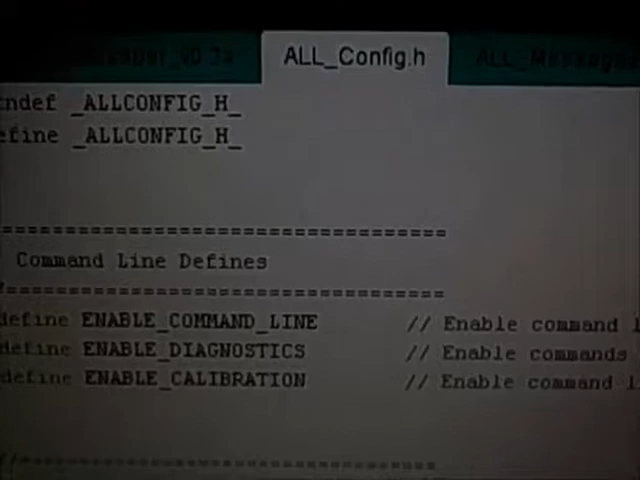 ALL_Config.h ALL_Messages
ndef _ALLCONFIG_H_
efine _ALLCONFIG_H_
=================================
Command Line Defines
=================================
define ENABLE_COMMAND_LINE // Enable command l
define ENABLE_DIAGNOSTICS // Enable commands
define ENABLE_CALIBRATION // Enable command l
//=================================